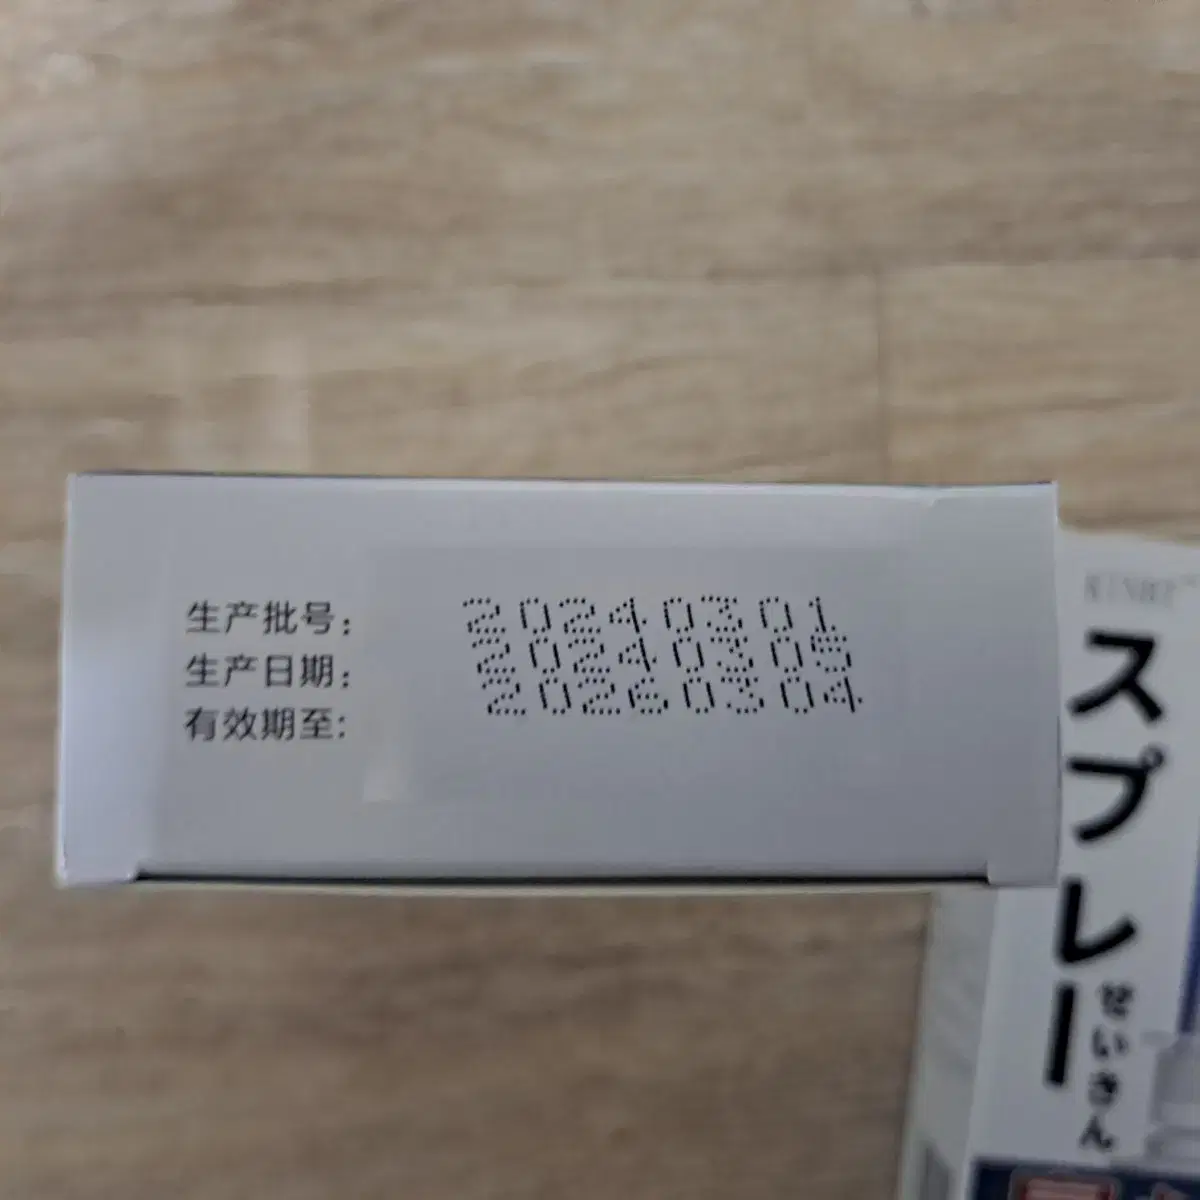 生产批号: 20240301
生产日期: 20240305
有效期至: 20260304
スプレー
せいきん